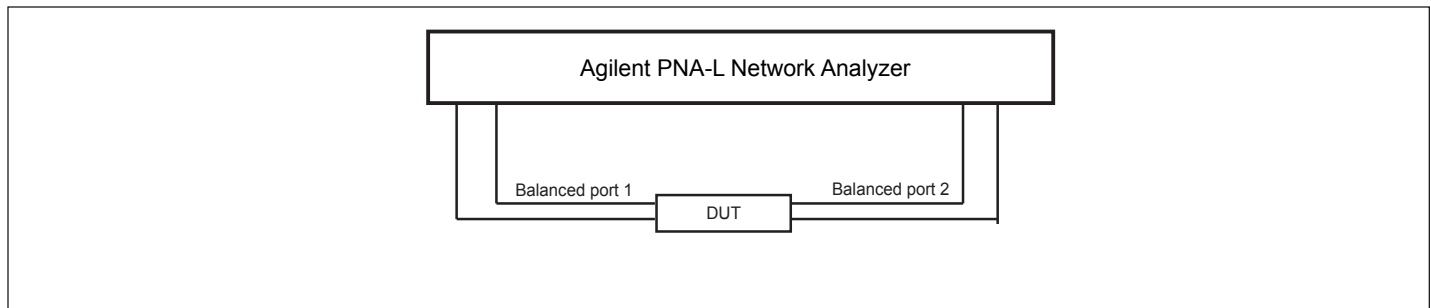 Agilent PNA-L Network Analyzer
Balanced port 1
Balanced port 2
DUT